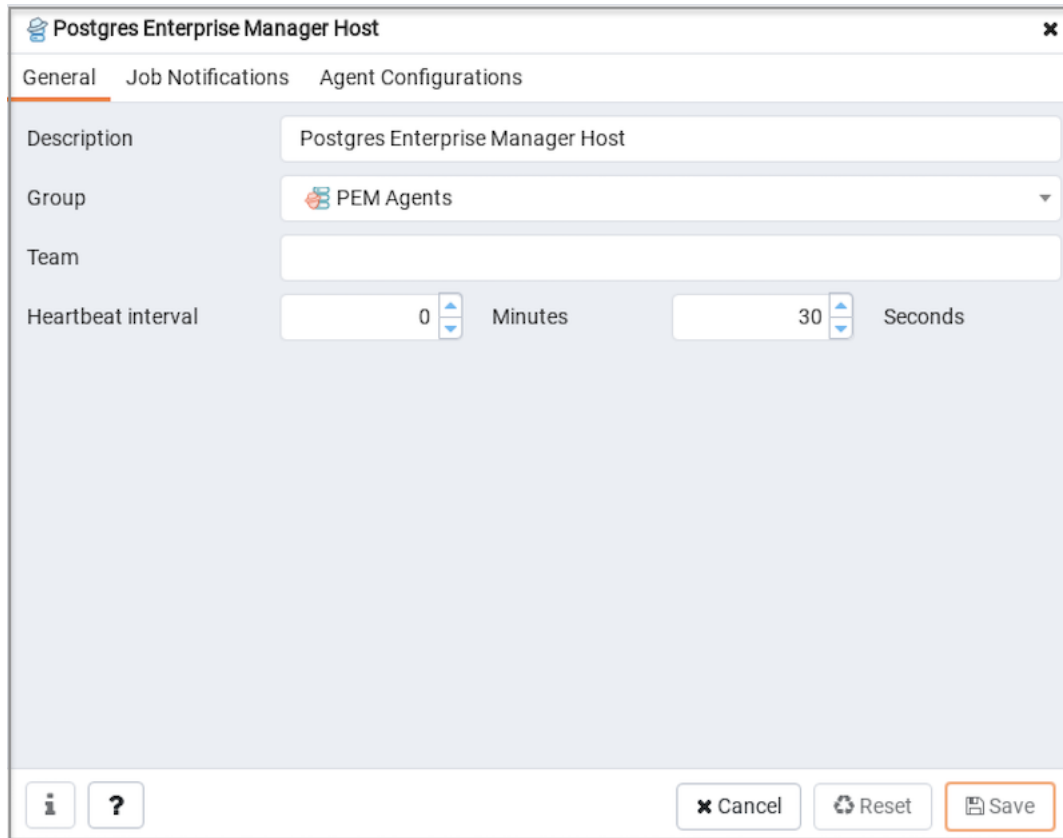 Postgres Enterprise Manager Host
General Job Notifications Agent Configurations
Description Postgres Enterprise Manager Host
Group PEM Agents
Team
Heartbeat interval 0 Minutes 30 Seconds
i ? Cancel Reset Save